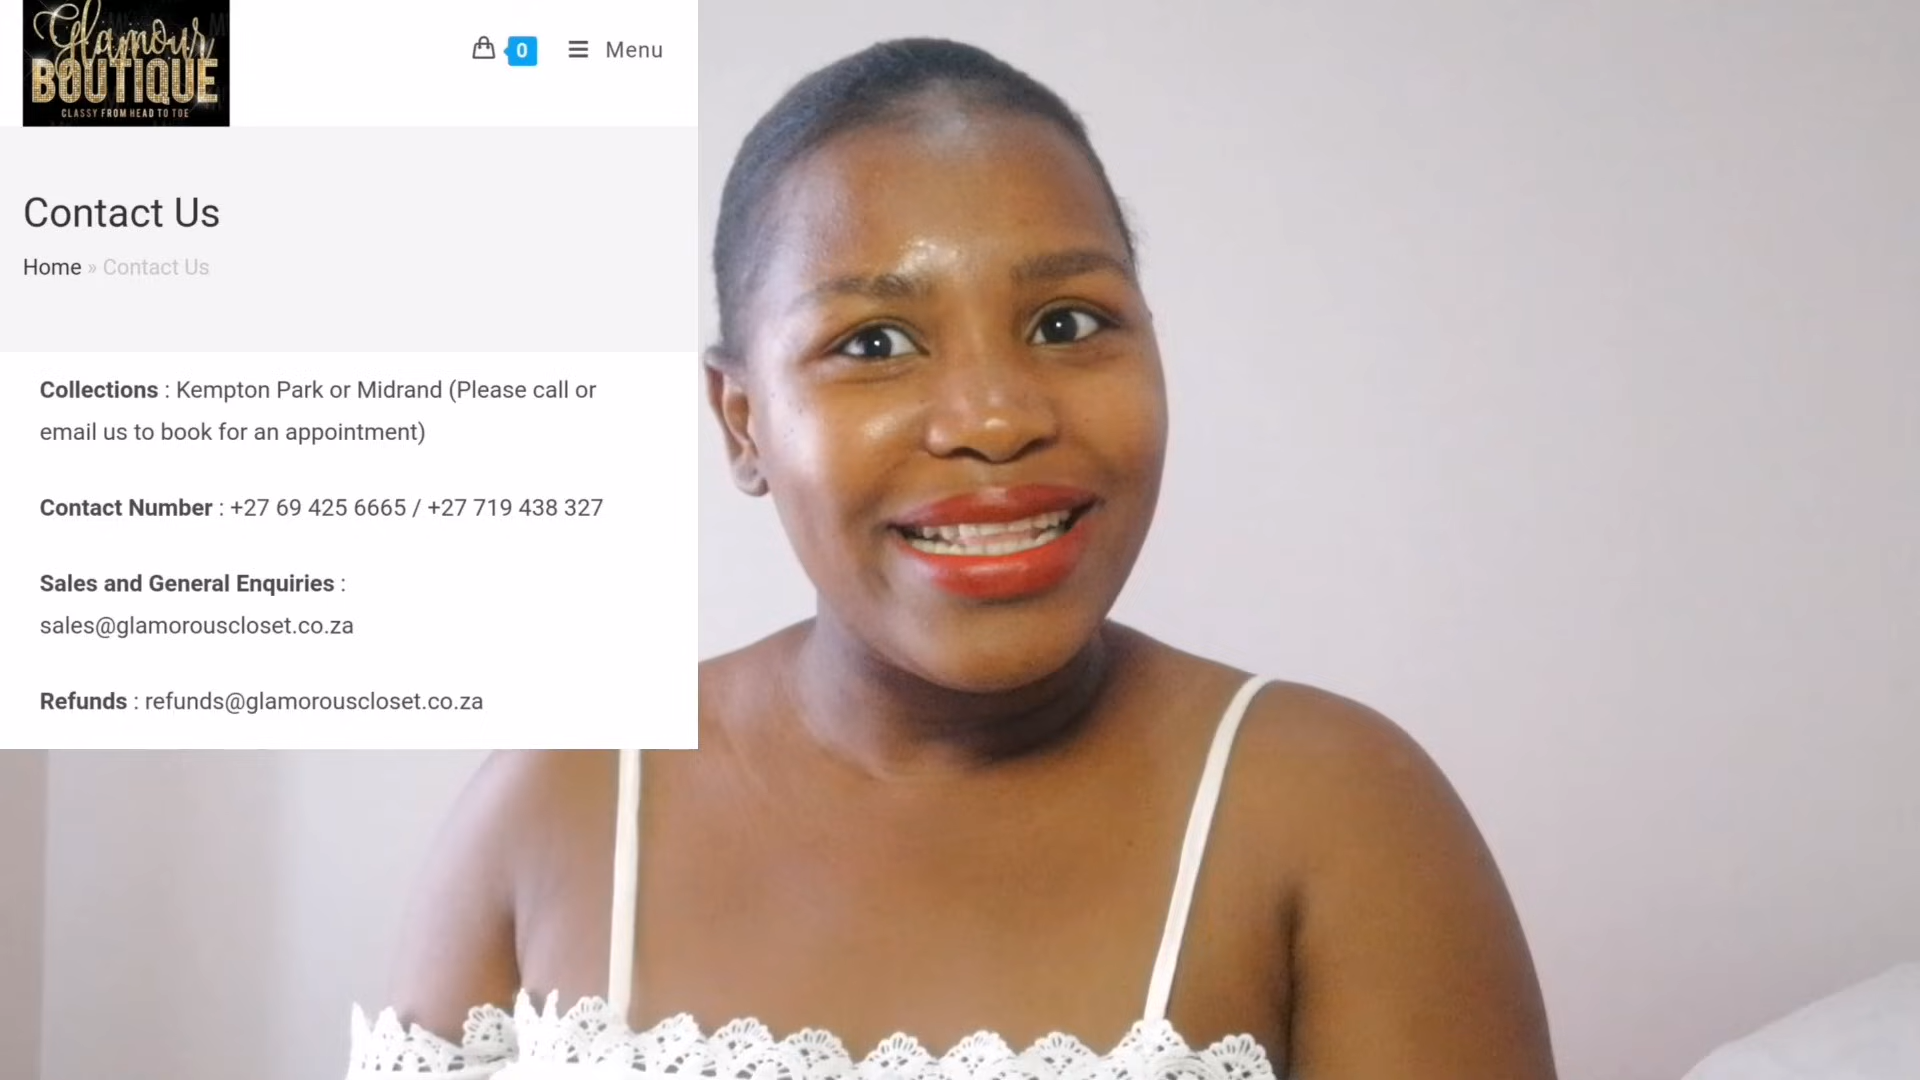 Glamour
BOUTIQUE
CLASSY FROM HEAD TO TOE
0
Menu
Contact Us
Home » Contact Us
Collections : Kempton Park or Midrand (Please call or
email us to book for an appointment)
Contact Number : +27 69 425 6665 / +27 719 438 327
Sales and General Enquiries :
sales@glamorouscloset.co.za
Refunds : refunds@glamorouscloset.co.za